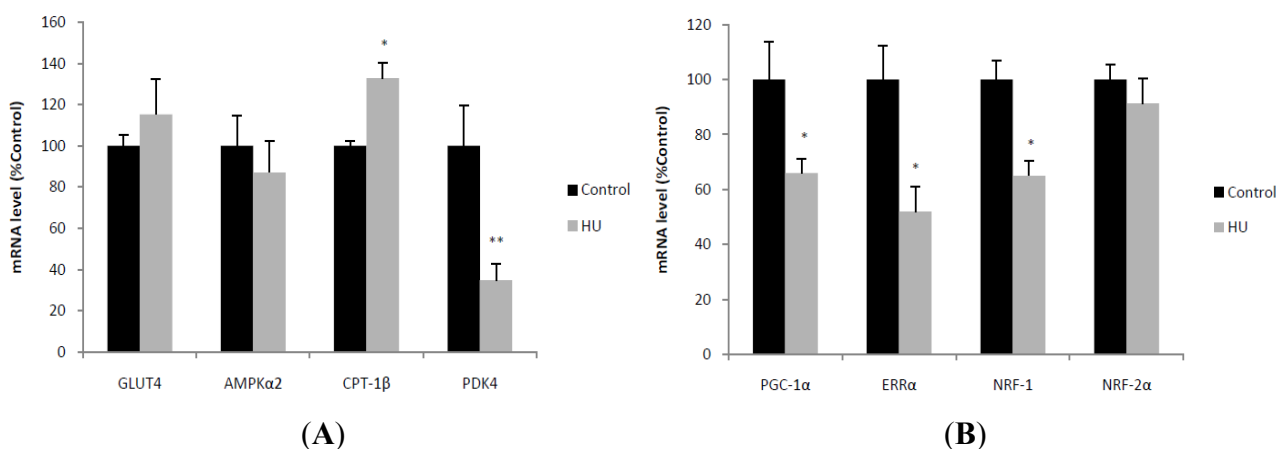 mRNA level (%Control)
160
140
120
100
80
60
40
20
0
*
**
GLUT4 AMPKα2 CPT-1β PDK4
Control
HU
(A)
mRNA level (%Control)
120
100
80
60
40
20
0
*
*
*
PGC-1α ERRα NRF-1 NRF-2α
Control
HU
(B)